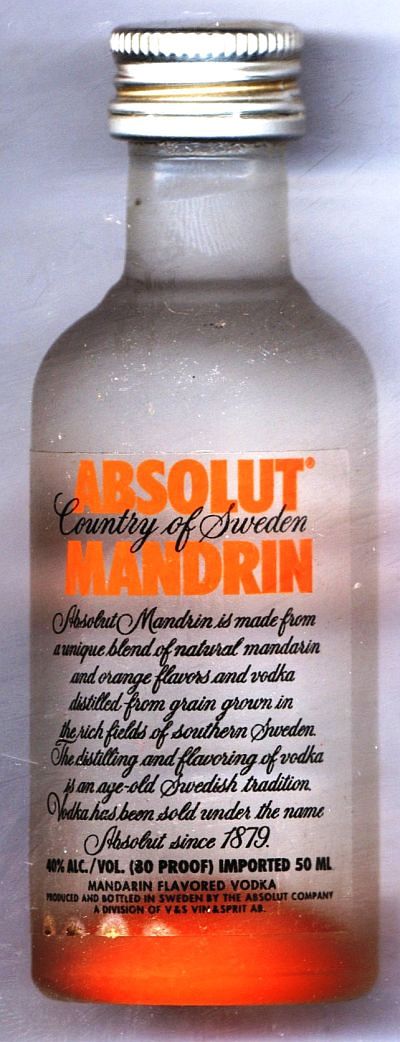 ABSOLUT®
Country of Sweden
MANDRIN
Absolut Mandrin is made from
a unique blend of natural mandarin
and orange flavors and vodka
distilled from grain grown in
the rich fields of southern Sweden.
The distilling and flavoring of vodka
is an age-old Swedish tradition.
Vodka has been sold under the name
Absolut since 1879.
40% ALC./VOL. (80 PROOF) IMPORTED 50 ML
MANDARIN FLAVORED VODKA
PRODUCED AND BOTTLED IN SWEDEN BY THE ABSOLUT COMPANY
A DIVISION OF V&S VIN&SPRIT AB.